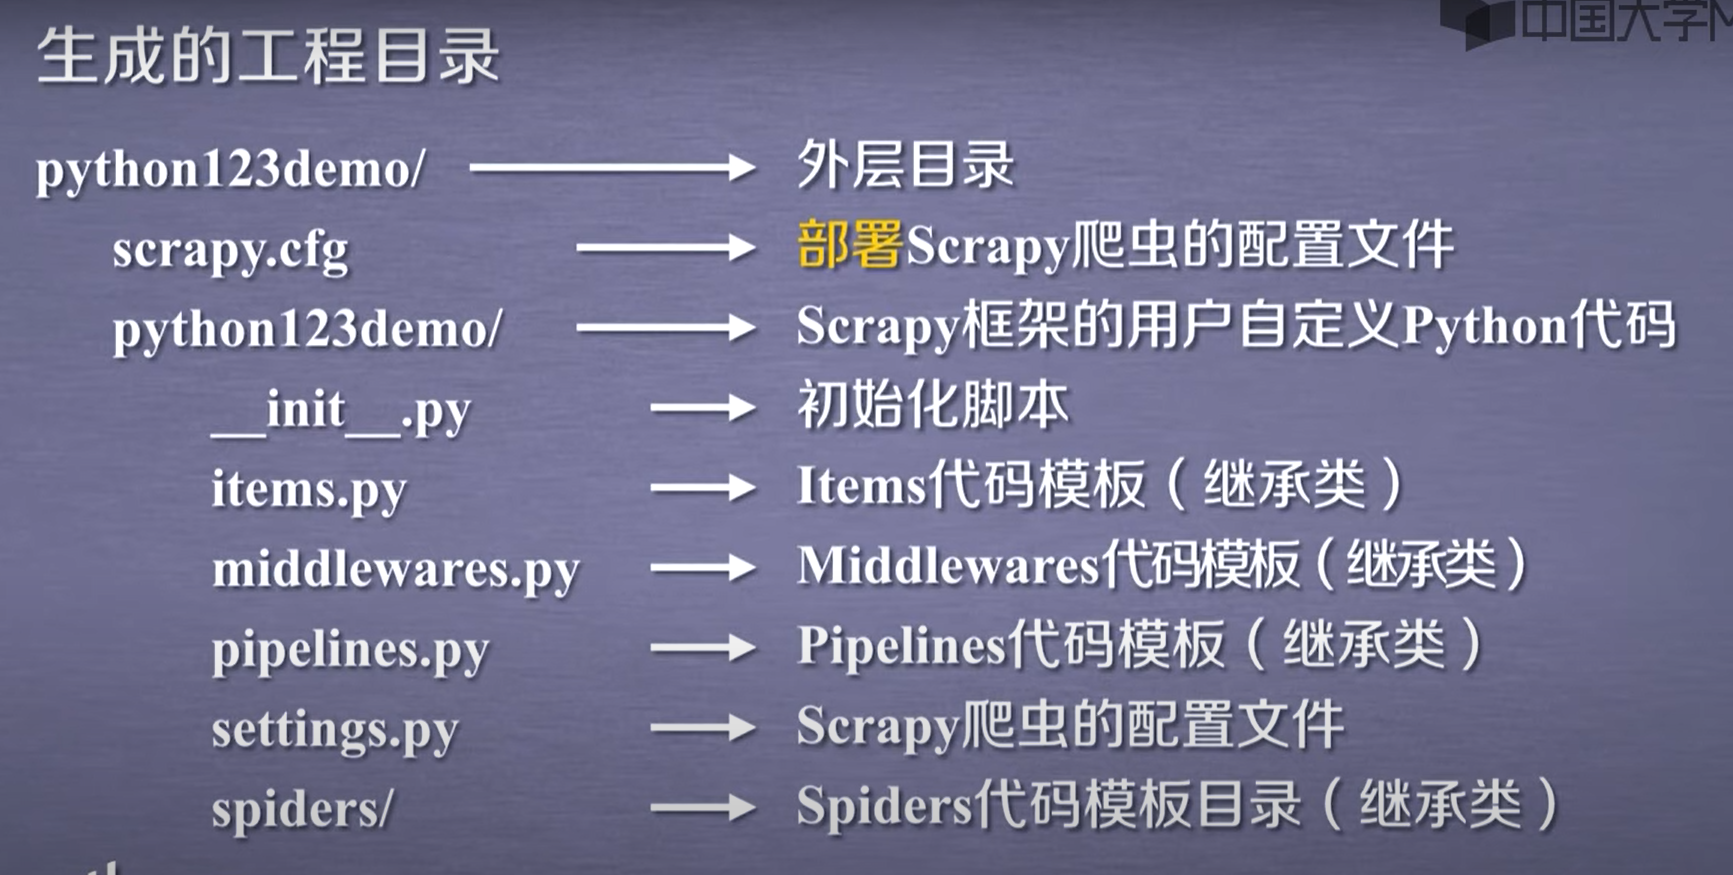 中国大学M
生成的工程目录
python123demo/ 外层目录
scrapy.cfg 部署Scrapy爬虫的配置文件
python123demo/ Scrapy框架的用户自定义Python代码
__init__.py 初始化脚本
items.py Items代码模板（继承类）
middlewares.py Middlewares代码模板（继承类）
pipelines.py Pipelines代码模板（继承类）
settings.py Scrapy爬虫的配置文件
spiders/ Spiders代码模板目录（继承类）